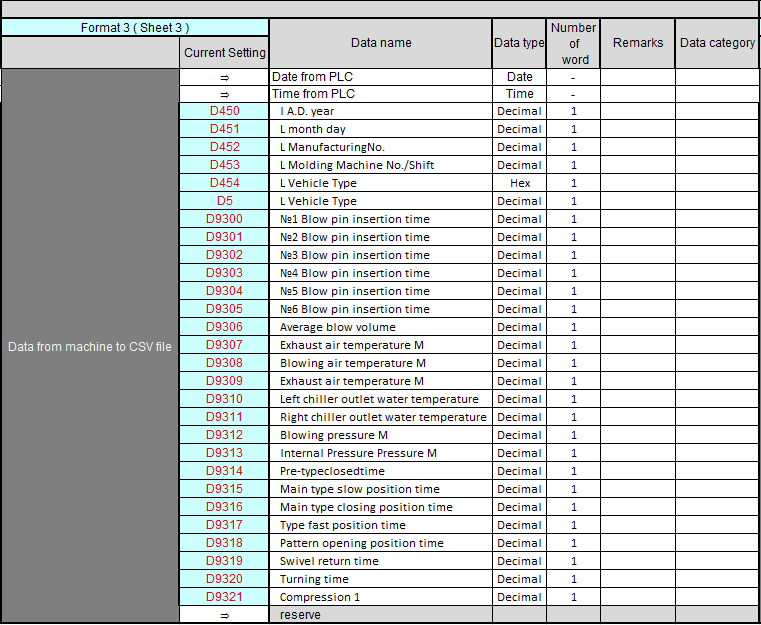 Format 3 ( Sheet 3 )
Current Setting Data name Data type Number of word Remarks Data category
Data from machine to CSV file
⇒ Date from PLC Date -
⇒ Time from PLC Time -
D450 I A.D. year Decimal 1
D451 L month day Decimal 1
D452 L ManufacturingNo. Decimal 1
D453 L Molding Machine No./Shift Decimal 1
D454 L Vehicle Type Hex 1
D5 L Vehicle Type Decimal 1
D9300 №1 Blow pin insertion time Decimal 1
D9301 №2 Blow pin insertion time Decimal 1
D9302 №3 Blow pin insertion time Decimal 1
D9303 №4 Blow pin insertion time Decimal 1
D9304 №5 Blow pin insertion time Decimal 1
D9305 №6 Blow pin insertion time Decimal 1
D9306 Average blow volume Decimal 1
D9307 Exhaust air temperature M Decimal 1
D9308 Blowing air temperature M Decimal 1
D9309 Exhaust air temperature M Decimal 1
D9310 Left chiller outlet water temperature Decimal 1
D9311 Right chiller outlet water temperature Decimal 1
D9312 Blowing pressure M Decimal 1
D9313 Internal Pressure Pressure M Decimal 1
D9314 Pre-typeclosedtime Decimal 1
D9315 Main type slow position time Decimal 1
D9316 Main type closing position time Decimal 1
D9317 Type fast position time Decimal 1
D9318 Pattern opening position time Decimal 1
D9319 Swivel return time Decimal 1
D9320 Turning time Decimal 1
D9321 Compression 1 Decimal 1
⇒ reserve